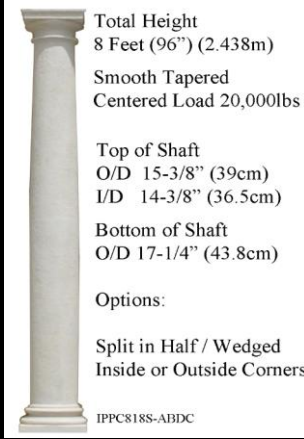 Total Height
8 Feet (96”) (2.438m)
Smooth Tapered
Centered Load 20,000lbs
Top of Shaft
O/D 15-3/8” (39cm)
I/D 14-3/8” (36.5cm)
Bottom of Shaft
O/D 17-1/4” (43.8cm)
Options:
Split in Half / Wedged
Inside or Outside Corners
IPPC818S-ABDC